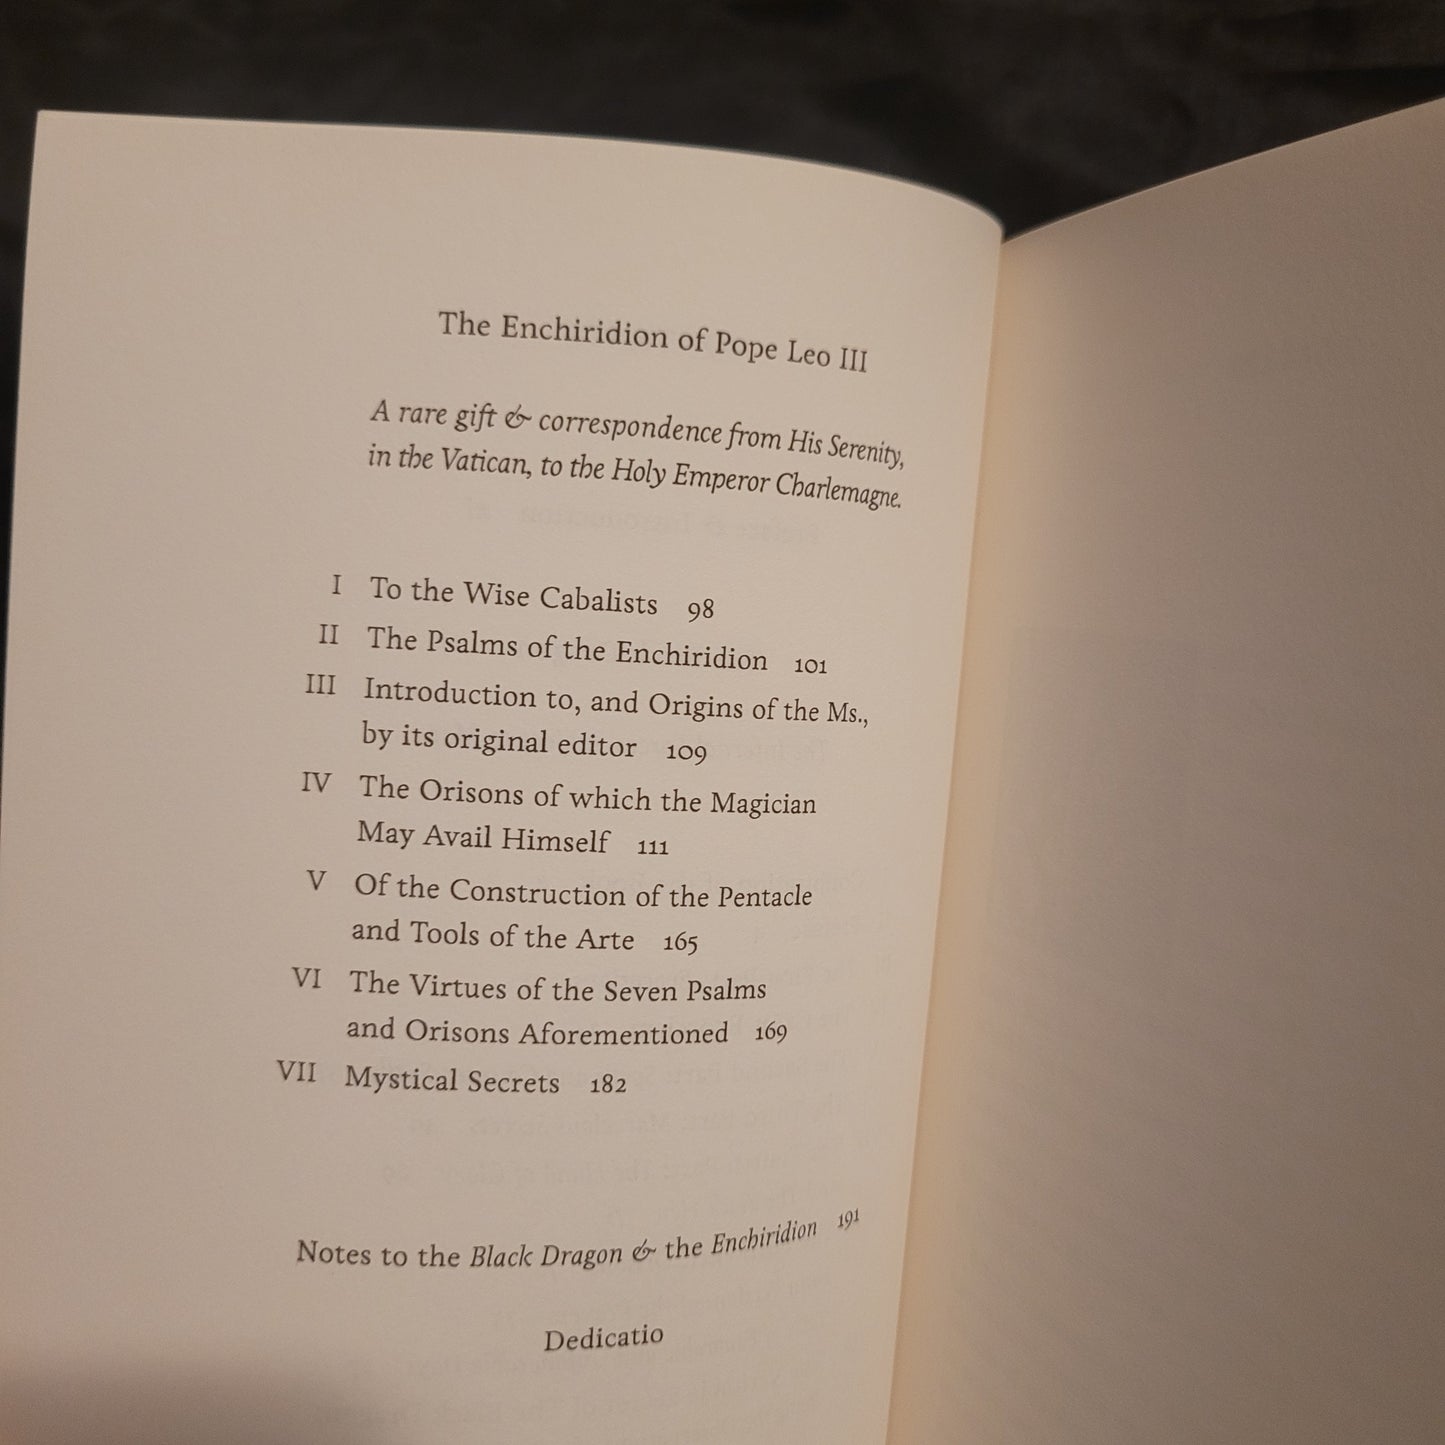 The Enchiridion of Pope Leo III
A rare gift & correspondence from His Serenity,
in the Vatican, to the Holy Emperor Charlemagne.
I To the Wise Cabalists 98
II The Psalms of the Enchiridion 101
III Introduction to, and Origins of the Ms.,
by its original editor 109
IV The Orisons of which the Magician
May Avail Himself 111
V Of the Construction of the Pentacle
and Tools of the Arte 165
VI The Virtues of the Seven Psalms
and Orisons Aforementioned 169
VII Mystical Secrets 182
Notes to the Black Dragon & the Enchiridion 191
Dedicatio